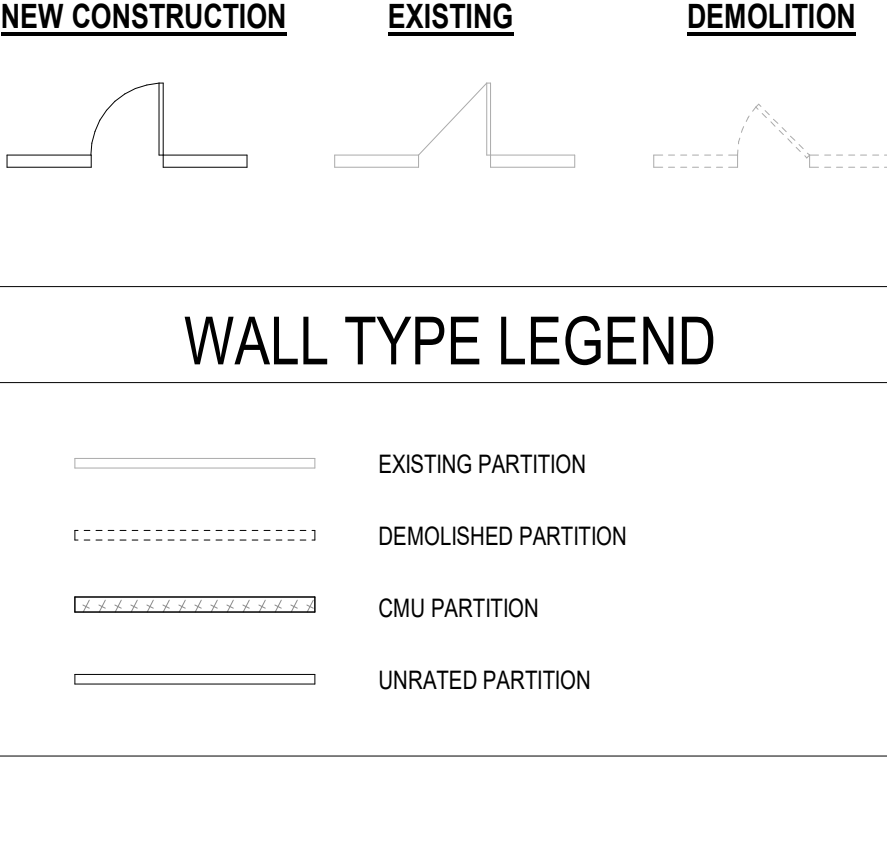 NEW CONSTRUCTION EXISTING DEMOLITION
WALL TYPE LEGEND
EXISTING PARTITION
DEMOLISHED PARTITION
CMU PARTITION
UNRATED PARTITION